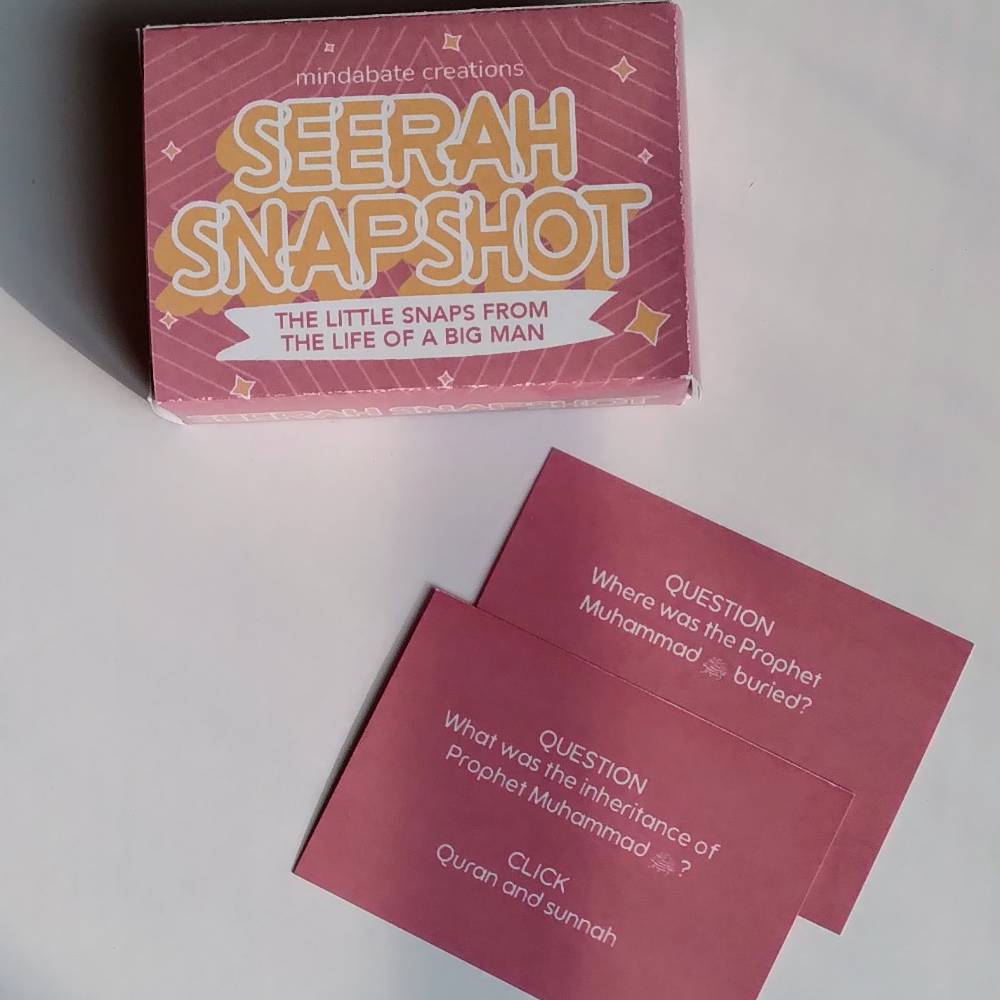 mindabate creations
SEERAH
SNAPSHOT
THE LITTLE SNAPS FROM
THE LIFE OF A BIG MAN
SEERAH SNAPSHOT
QUESTION
Where was the Prophet
Muhammad ﷺ buried?
QUESTION
What was the inheritance of
Prophet Muhammad ﷺ?
CLICK
Quran and sunnah